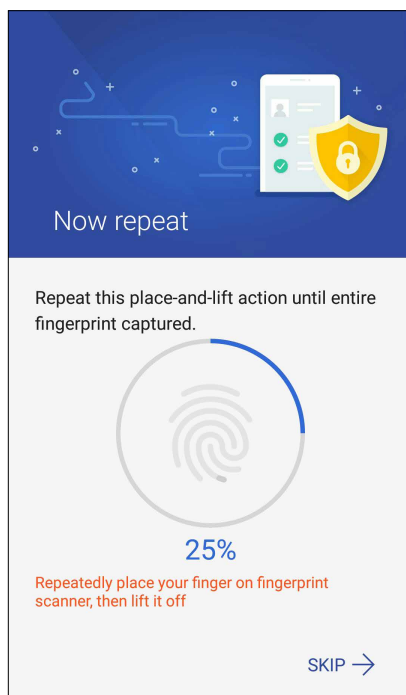 Now repeat
Repeat this place-and-lift action until entire
fingerprint captured.
25%
Repeatedly place your finger on fingerprint
scanner, then lift it off
SKIP